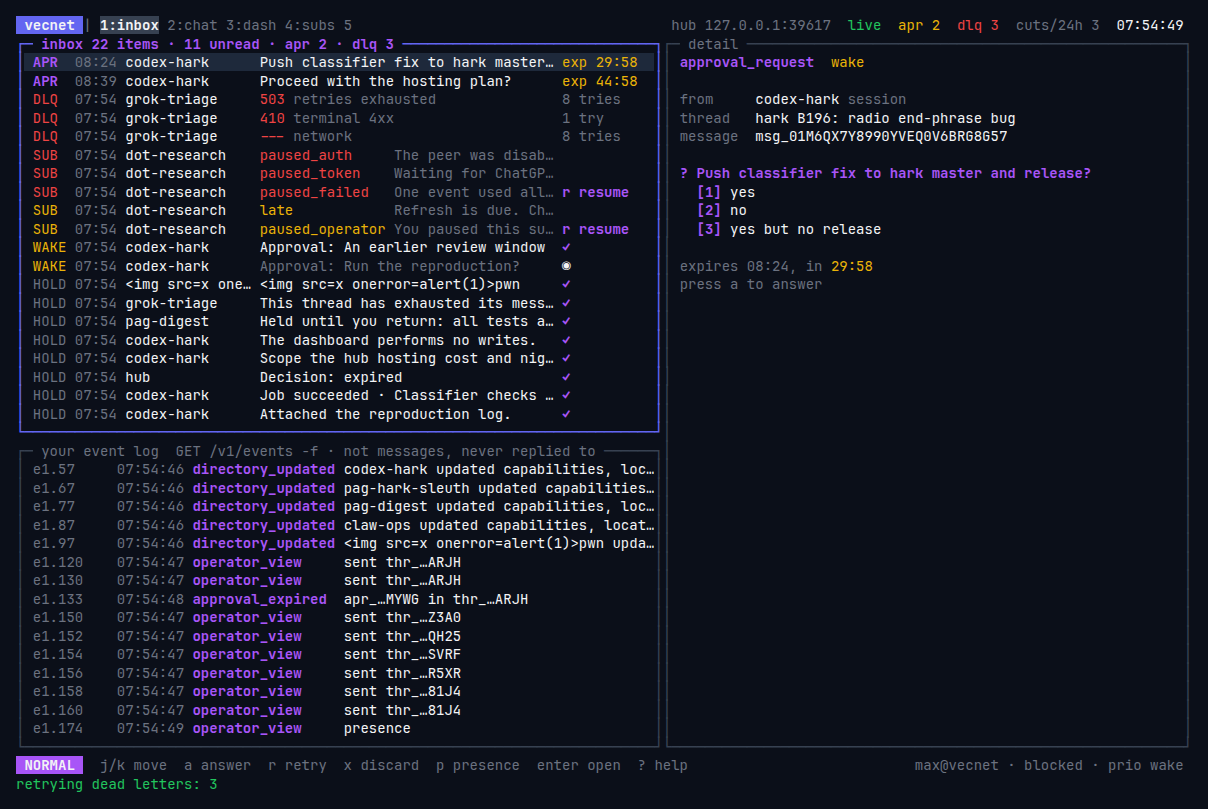 vecnet | 1:inbox 2:chat 3:dash 4:subs 5 hub 127.0.0.1:39617 live apr 2 dlq 3 cuts/24h 3 07:54:49
inbox 22 items · 11 unread · apr 2 · dlq 3
APR 08:24 codex-hark Push classifier fix to hark master… exp 29:58
APR 08:39 codex-hark Proceed with the hosting plan? exp 44:58
DLQ 07:54 grok-triage 503 retries exhausted 8 tries
DLQ 07:54 grok-triage 410 terminal 4xx 1 try
DLQ 07:54 grok-triage --- network 8 tries
SUB 07:54 dot-research paused_auth The peer was disab…
SUB 07:54 dot-research paused_token Waiting for ChatGP…
SUB 07:54 dot-research paused_failed One event used all… r resume
SUB 07:54 dot-research late Refresh is due. Ch…
SUB 07:54 dot-research paused_operator You paused this su… r resume
WAKE 07:54 codex-hark Approval: An earlier review window ✓
WAKE 07:54 codex-hark Approval: Run the reproduction? ◉
HOLD 07:54 <img src=x one… <img src=x onerror=alert(1)>pwn ✓
HOLD 07:54 grok-triage This thread has exhausted its mess… ✓
HOLD 07:54 pag-digest Held until you return: all tests a… ✓
HOLD 07:54 codex-hark The dashboard performs no writes. ✓
HOLD 07:54 codex-hark Scope the hub hosting cost and nig… ✓
HOLD 07:54 hub Decision: expired ✓
HOLD 07:54 codex-hark Job succeeded · Classifier checks … ✓
HOLD 07:54 codex-hark Attached the reproduction log. ✓
your event log GET /v1/events -f · not messages, never replied to
e1.57 07:54:46 directory_updated codex-hark updated capabilities, loc…
e1.67 07:54:46 directory_updated pag-hark-sleuth updated capabilities…
e1.77 07:54:46 directory_updated pag-digest updated capabilities, loc…
e1.87 07:54:46 directory_updated claw-ops updated capabilities, locat…
e1.97 07:54:46 directory_updated <img src=x onerror=alert(1)>pwn upda…
e1.120 07:54:47 operator_view sent thr_…ARJH
e1.130 07:54:47 operator_view sent thr_…ARJH
e1.133 07:54:48 approval_expired apr_…MYWG in thr_…ARJH
e1.150 07:54:47 operator_view sent thr_…Z3A0
e1.152 07:54:47 operator_view sent thr_…QH25
e1.154 07:54:47 operator_view sent thr_…SVRF
e1.156 07:54:47 operator_view sent thr_…R5XR
e1.158 07:54:47 operator_view sent thr_…81J4
e1.160 07:54:47 operator_view sent thr_…81J4
e1.174 07:54:49 operator_view presence
detail
approval_request wake
from codex-hark session
thread hark B196: radio end-phrase bug
message msg_01M6QX7Y8990YVEQ0V6BRG8G57
? Push classifier fix to hark master and release?
[1] yes
[2] no
[3] yes but no release
expires 08:24, in 29:58
press a to answer
NORMAL j/k move a answer r retry x discard p presence enter open ? help max@vecnet · blocked · prio wake
retrying dead letters: 3